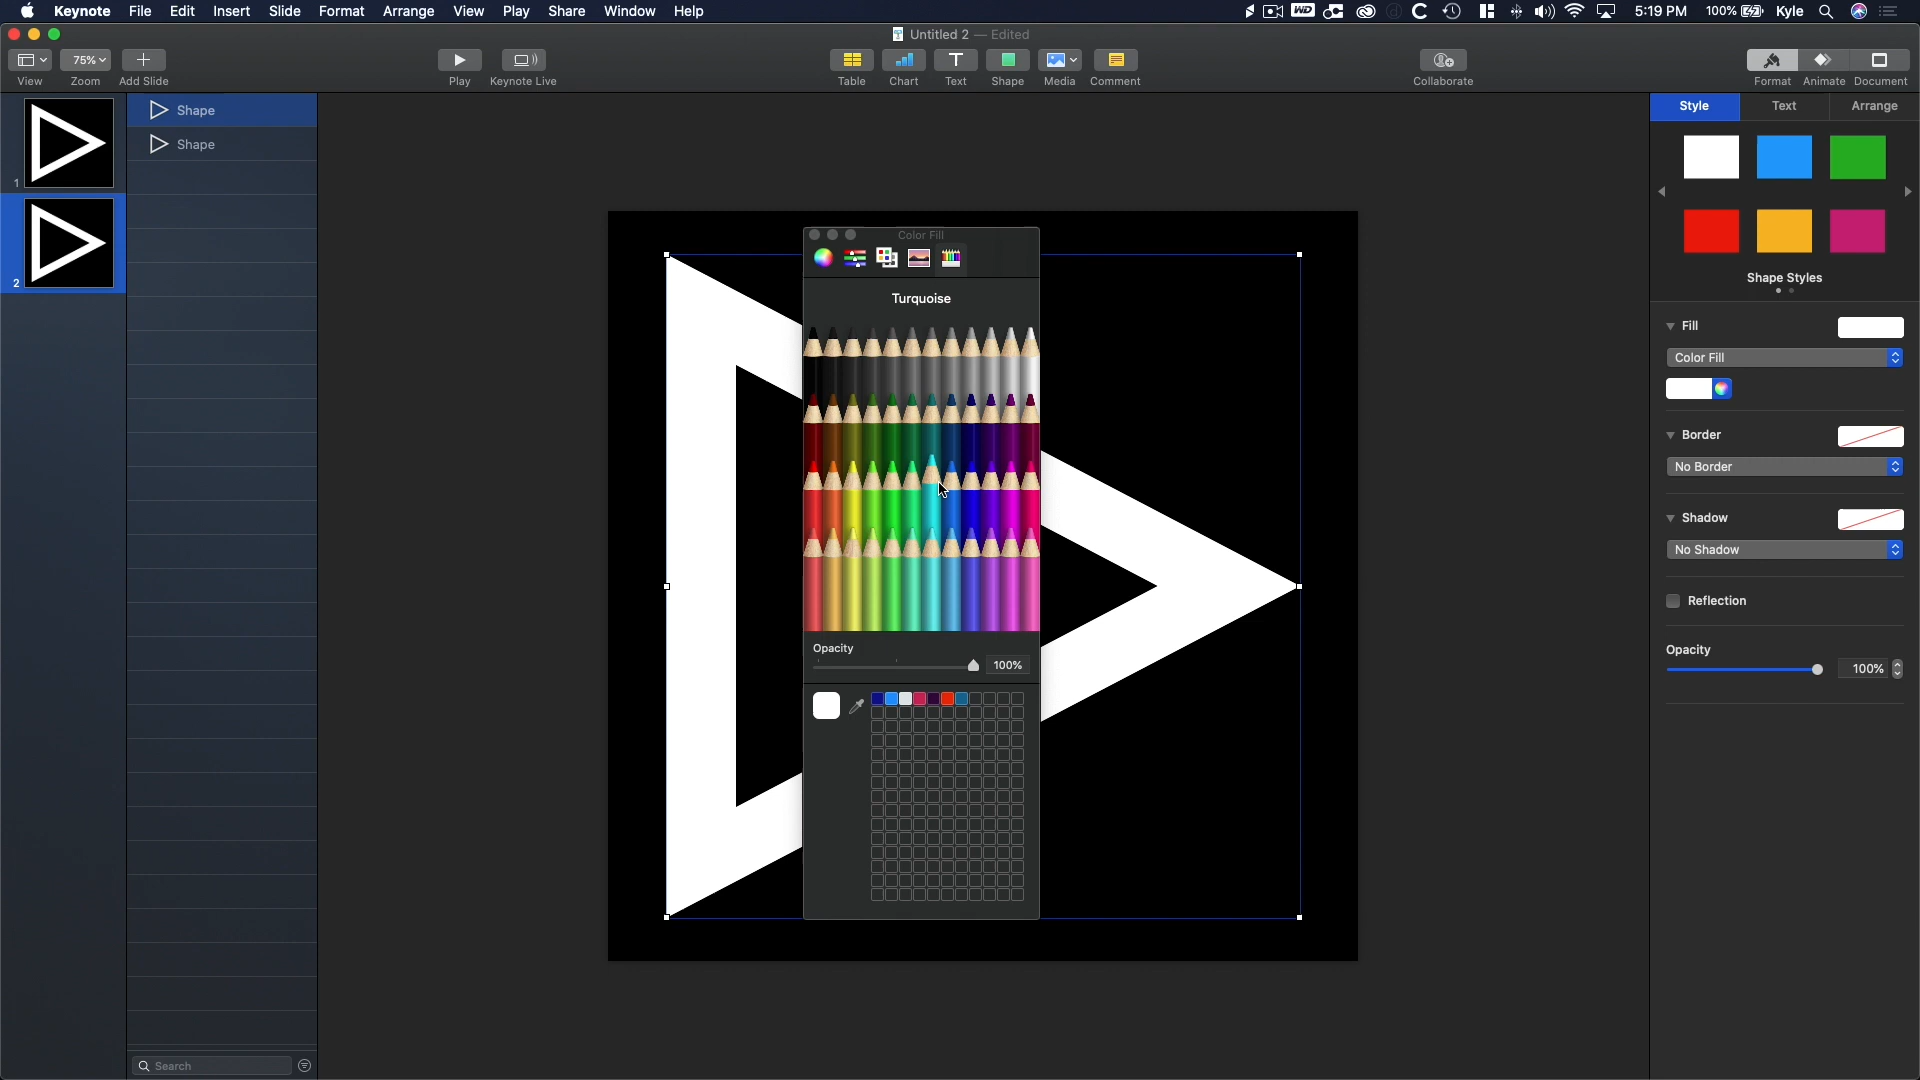 Keynote File Edit Insert Slide Format Arrange View Play Share Window Help
WD 5:19 PM 100% Kyle
Untitled 2 — Edited
75%
View Zoom Add Slide Play Keynote Live Table Chart Text Shape Media Comment Collaborate Format Animate Document
Shape
Shape
1
2
Search
Color Fill
Turquoise
Opacity
100%
Style Text Arrange
Shape Styles
Fill
Color Fill
Border
No Border
Shadow
No Shadow
Reflection
Opacity
100%